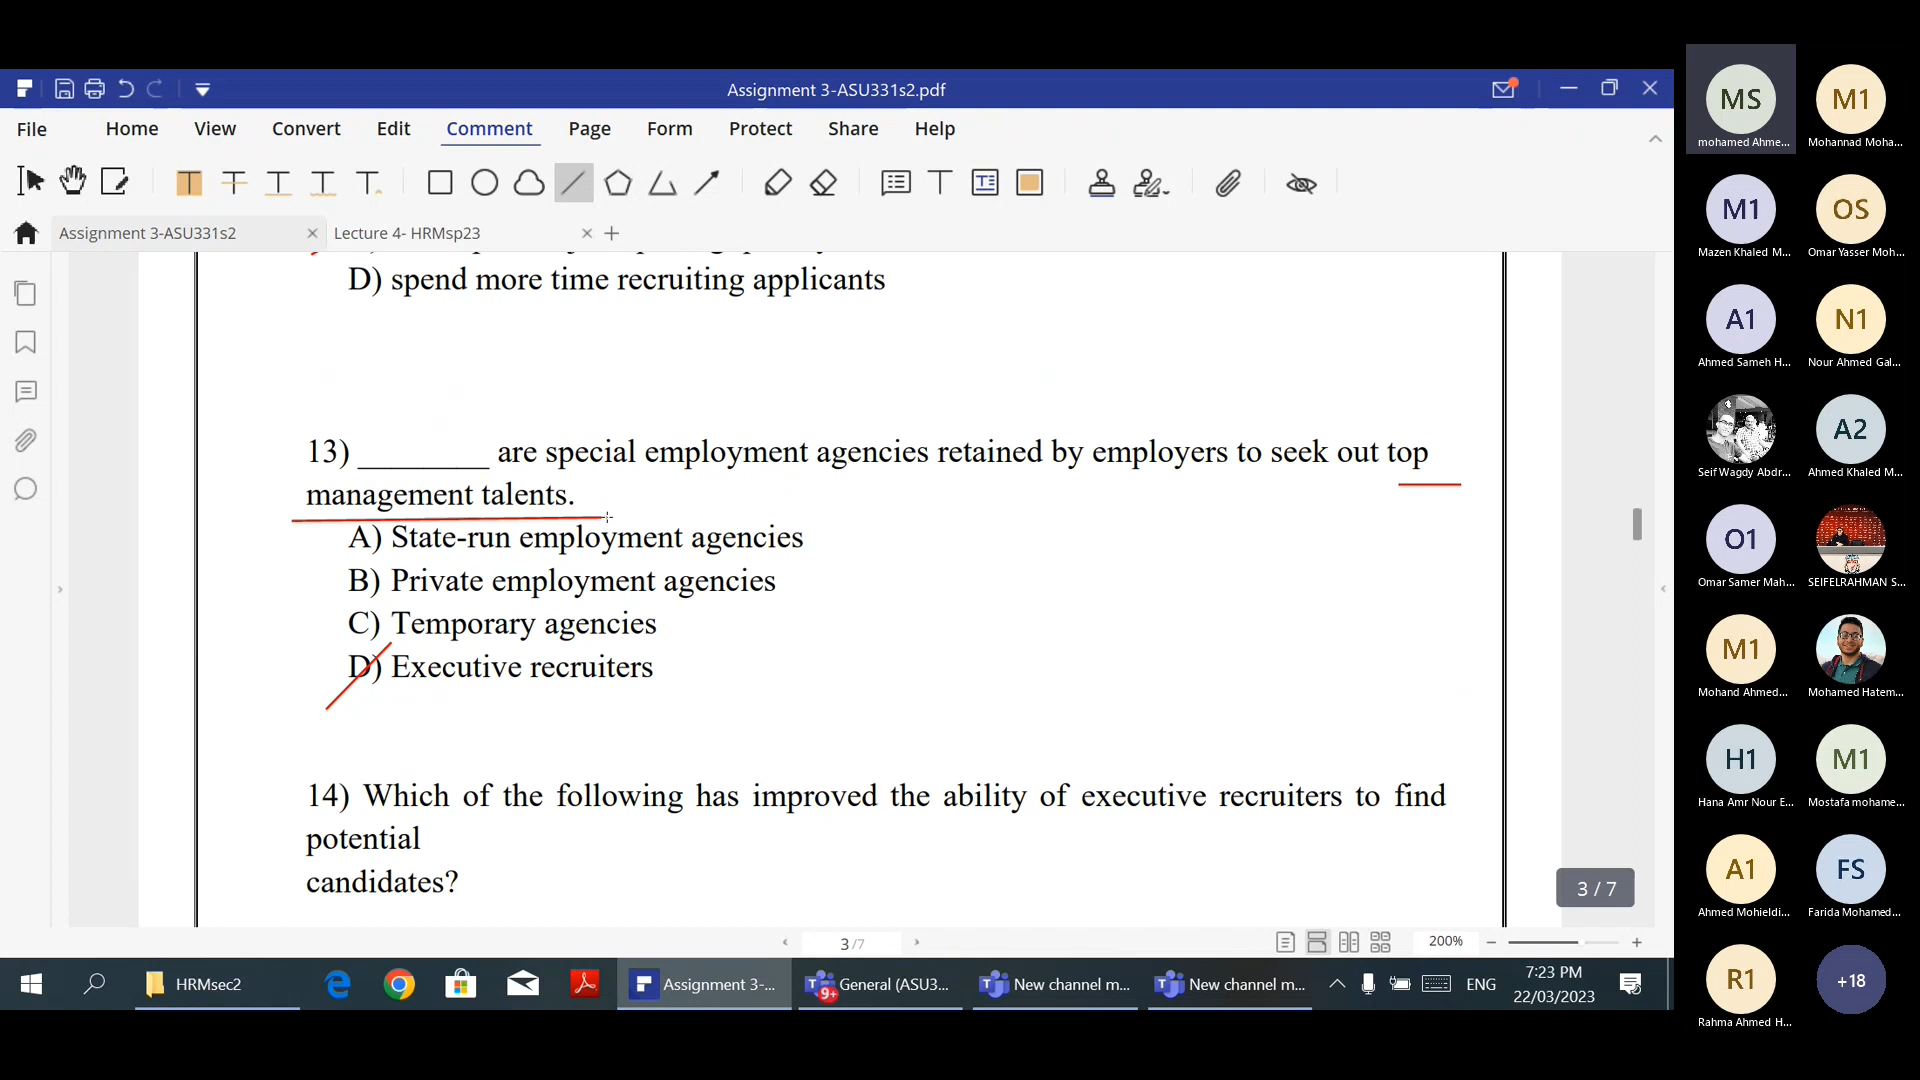 Assignment 3-ASU331s2.pdf
File Home View Convert Edit Comment Page Form Protect Share Help
Assignment 3-ASU331s2
Lecture 4- HRMsp23
D) spend more time recruiting applicants
13) ________ are special employment agencies retained by employers to seek out top
management talents.
A) State-run employment agencies
B) Private employment agencies
C) Temporary agencies
D) Executive recruiters
14) Which of the following has improved the ability of executive recruiters to find
potential
candidates?
3 / 7
3 /7
200%
HRMsec2
Assignment 3-...
9+
General (ASU3...
New channel m...
New channel m...
ENG
7:23 PM
22/03/2023
MS
mohamed Ahme...
M1
Mohannad Moha...
M1
Mazen Khaled M...
OS
Omar Yasser Moh...
A1
Ahmed Sameh H...
N1
Nour Ahmed Gal...
Seif Wagdy Abdr...
A2
Ahmed Khaled M...
O1
Omar Samer Mah...
SEIFELRAHMAN S...
M1
Mohand Ahmed...
Mohamed Hatem...
H1
Hana Amr Nour E...
M1
Mostafa mohame...
A1
Ahmed Mohieldi...
FS
Farida Mohamed...
R1
Rahma Ahmed H...
+18